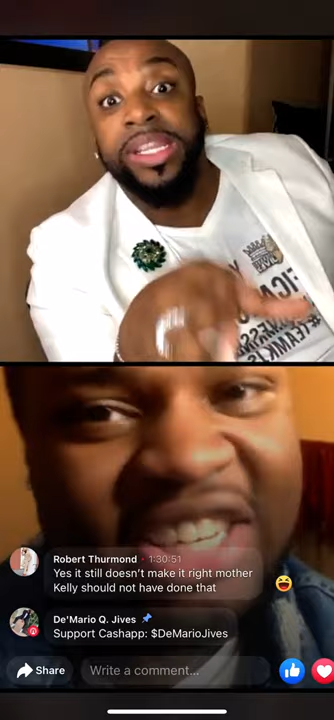 Robert Thurmond · 1:30:51
Yes it still doesn't make it right mother
Kelly should not have done that
De'Mario Q. Jives
Support Cashapp: $DeMarioJives
Share
Write a comment...